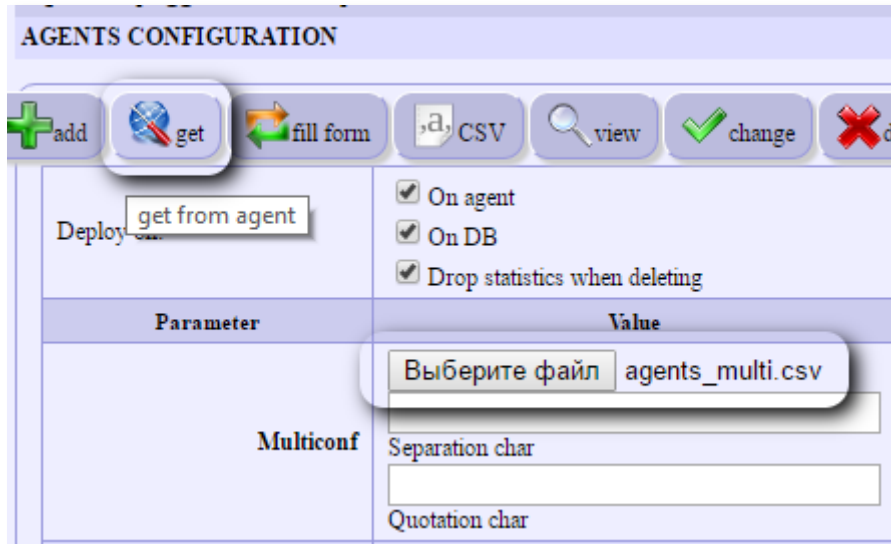 AGENTS CONFIGURATION
add get fill form ,a, CSV view change
get from agent
Deploy
On agent
On DB
Drop statistics when deleting
Parameter Value
Выберите файл agents_multi.csv
Multiconf
Separation char
Quotation char